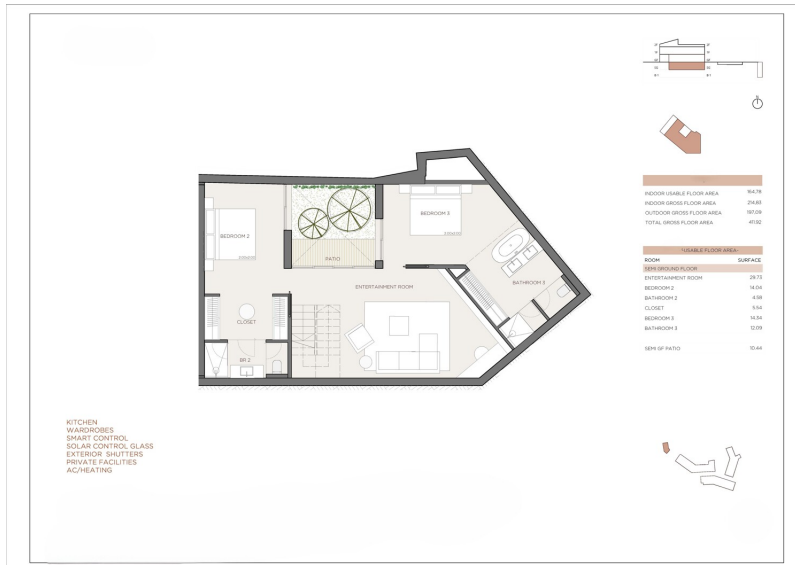 N
INDOOR USABLE FLOOR AREA 164,78
INDOOR GROSS FLOOR AREA 214,83
OUTDOOR GROSS FLOOR AREA 197,09
TOTAL GROSS FLOOR AREA 411,92
*USABLE FLOOR AREA
ROOM SURFACE
SEMI GROUND FLOOR
ENTERTAINMENT ROOM 29.73
BEDROOM 2 14.04
BATHROOM 2 4.58
CLOSET 5.54
BEDROOM 3 14.34
BATHROOM 3 12.09
SEMI GF PATIO 10.44
BEDROOM 2
BEDROOM 3
PATIO
ENTERTAINMENT ROOM
BATHROOM 3
CLOSET
BR 2
KITCHEN
WARDROBES
SMART CONTROL
SOLAR CONTROL GLASS
EXTERIOR SHUTTERS
PRIVATE FACILITIES
AC/HEATING